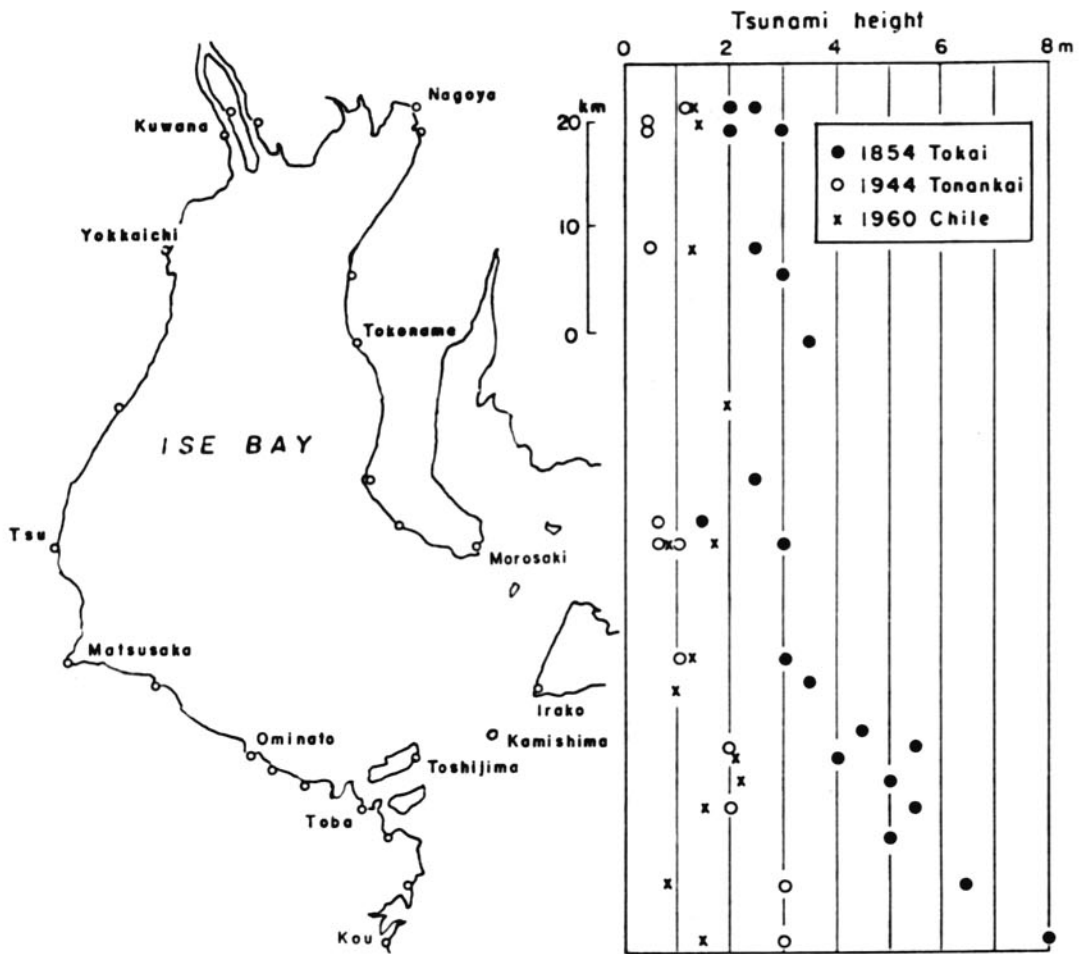 Tsunami height
0 2 4 6 8 m
km
20
10
0
● 1854 Tokai
○ 1944 Tonankai
x 1960 Chile
Nagoya
Kuwana
Yokkaichi
Tokoname
ISE BAY
Tsu
Morosaki
Matsusaka
Irako
Kamishima
Ominato
Toshijima
Toba
Kou